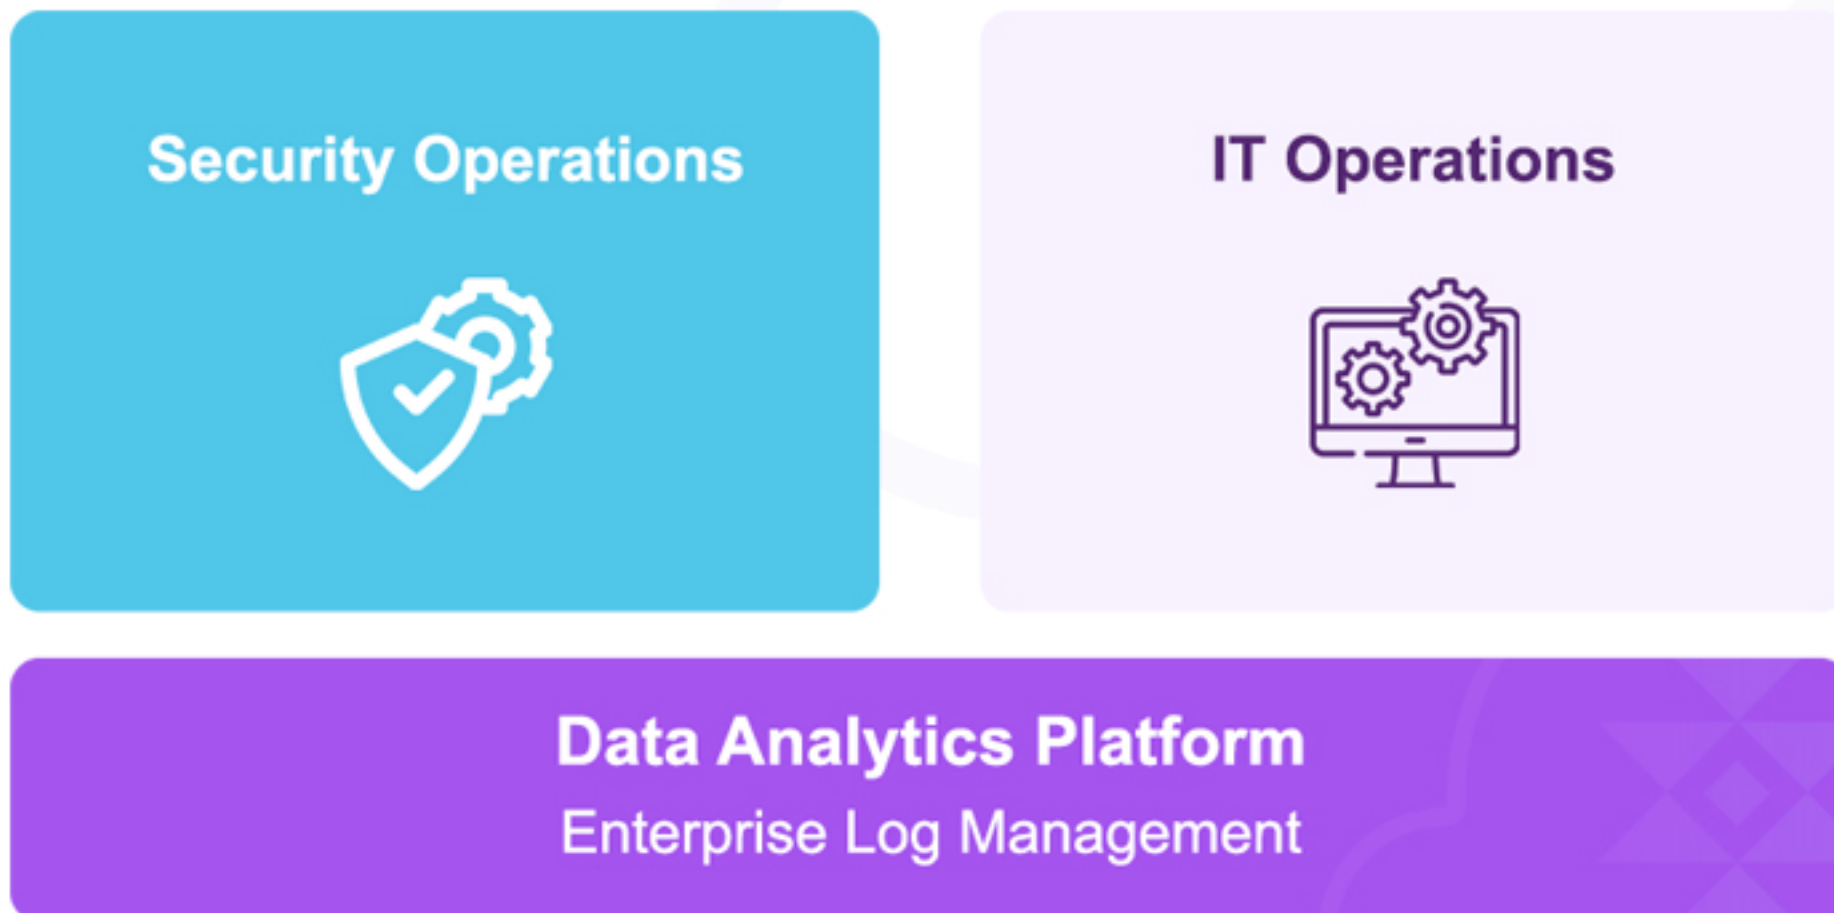 Security Operations
IT Operations
Data Analytics Platform
Enterprise Log Management